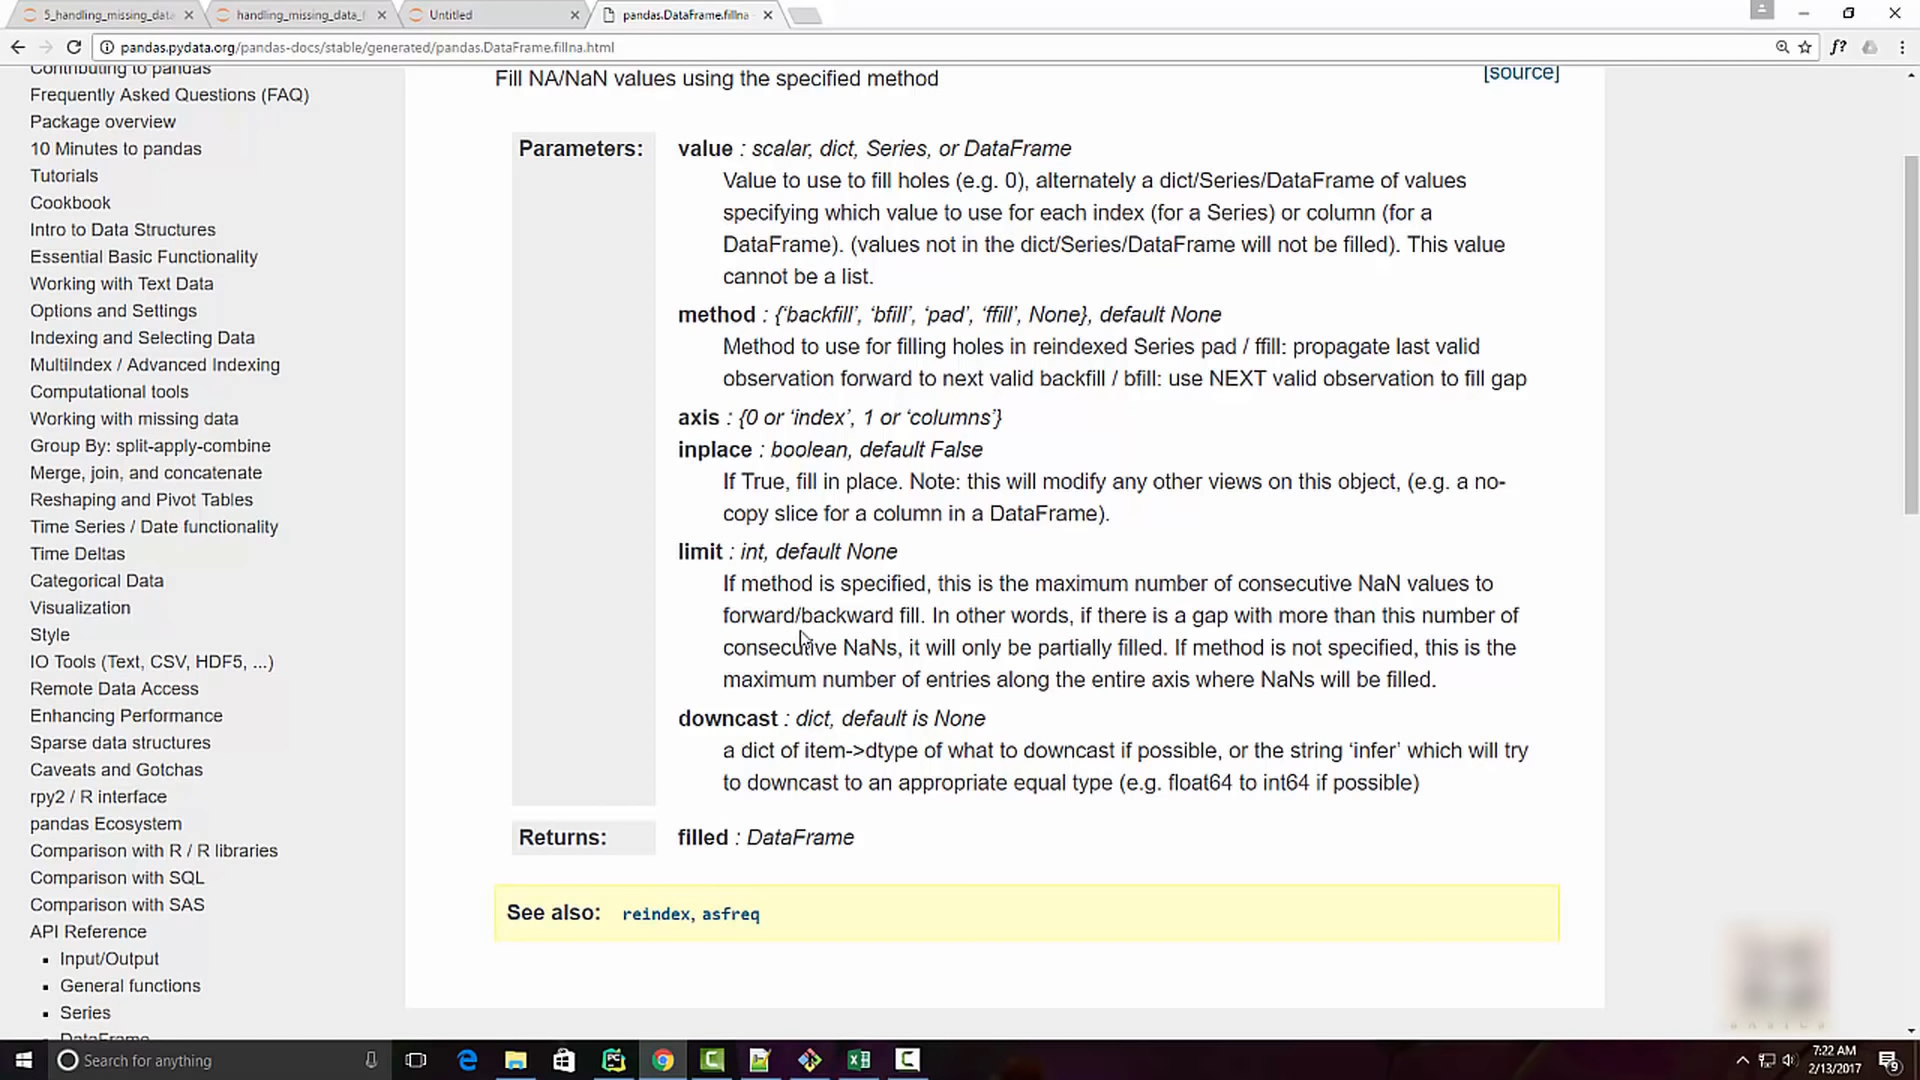 5_handling_missing_data
handling_missing_data_f
Untitled
pandas.DataFrame.fillna
pandas.pydata.org/pandas-docs/stable/generated/pandas.DataFrame.fillna.html
f?
Contributing to pandas
Frequently Asked Questions (FAQ)
Package overview
10 Minutes to pandas
Tutorials
Cookbook
Intro to Data Structures
Essential Basic Functionality
Working with Text Data
Options and Settings
Indexing and Selecting Data
MultiIndex / Advanced Indexing
Computational tools
Working with missing data
Group By: split-apply-combine
Merge, join, and concatenate
Reshaping and Pivot Tables
Time Series / Date functionality
Time Deltas
Categorical Data
Visualization
Style
IO Tools (Text, CSV, HDF5, ...)
Remote Data Access
Enhancing Performance
Sparse data structures
Caveats and Gotchas
rpy2 / R interface
pandas Ecosystem
Comparison with R / R libraries
Comparison with SQL
Comparison with SAS
API Reference
Input/Output
General functions
Series
DataFrame
Fill NA/NaN values using the specified method
[source]
Parameters:
value : scalar, dict, Series, or DataFrame
Value to use to fill holes (e.g. 0), alternately a dict/Series/DataFrame of values
specifying which value to use for each index (for a Series) or column (for a
DataFrame). (values not in the dict/Series/DataFrame will not be filled). This value
cannot be a list.
method : {‘backfill’, ‘bfill’, ‘pad’, ‘ffill’, None}, default None
Method to use for filling holes in reindexed Series pad / ffill: propagate last valid
observation forward to next valid backfill / bfill: use NEXT valid observation to fill gap
axis : {0 or ‘index’, 1 or ‘columns’}
inplace : boolean, default False
If True, fill in place. Note: this will modify any other views on this object, (e.g. a no-
copy slice for a column in a DataFrame).
limit : int, default None
If method is specified, this is the maximum number of consecutive NaN values to
forward/backward fill. In other words, if there is a gap with more than this number of
consecutive NaNs, it will only be partially filled. If method is not specified, this is the
maximum number of entries along the entire axis where NaNs will be filled.
downcast : dict, default is None
a dict of item->dtype of what to downcast if possible, or the string ‘infer’ which will try
to downcast to an appropriate equal type (e.g. float64 to int64 if possible)
Returns:
filled : DataFrame
See also: reindex, asfreq
Search for anything
7:22 AM
2/13/2017